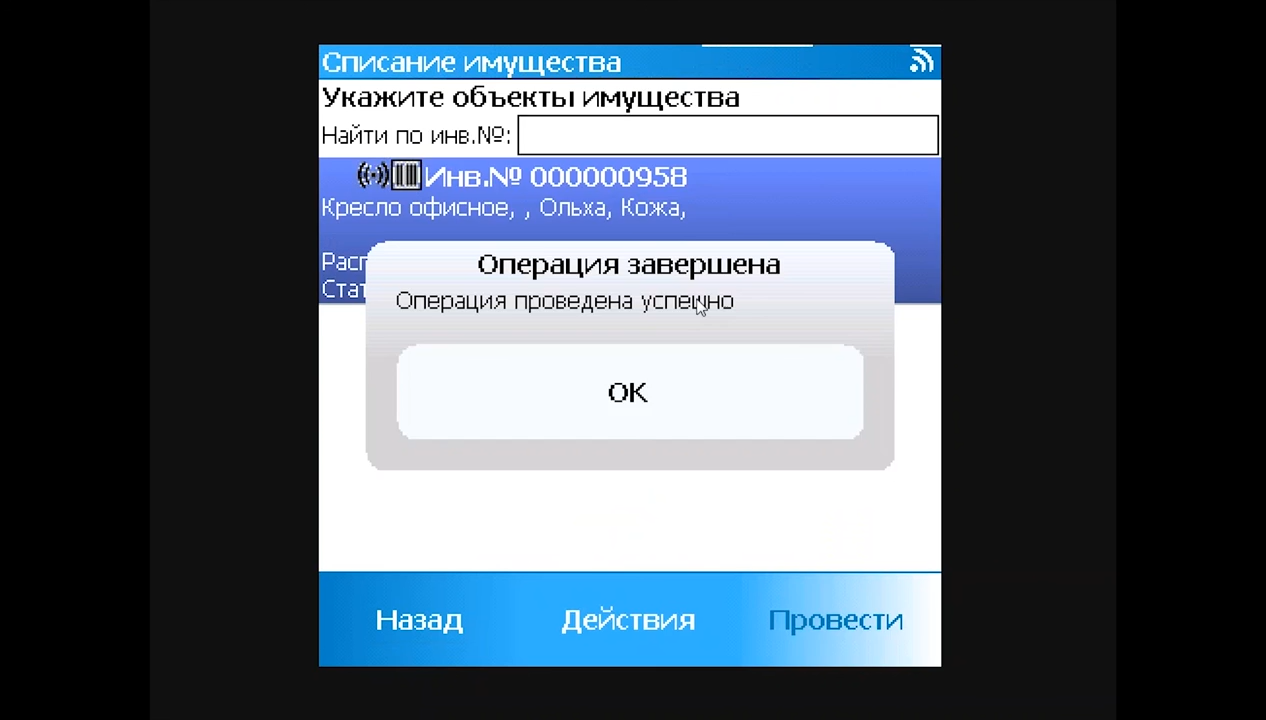 Списание имущества
Укажите объекты имущества
Найти по инв.№:
Инв.№ 000000958
Кресло офисное, , Ольха, Кожа,
Операция завершена
Операция проведена успешно
OK
Назад Действия Провести